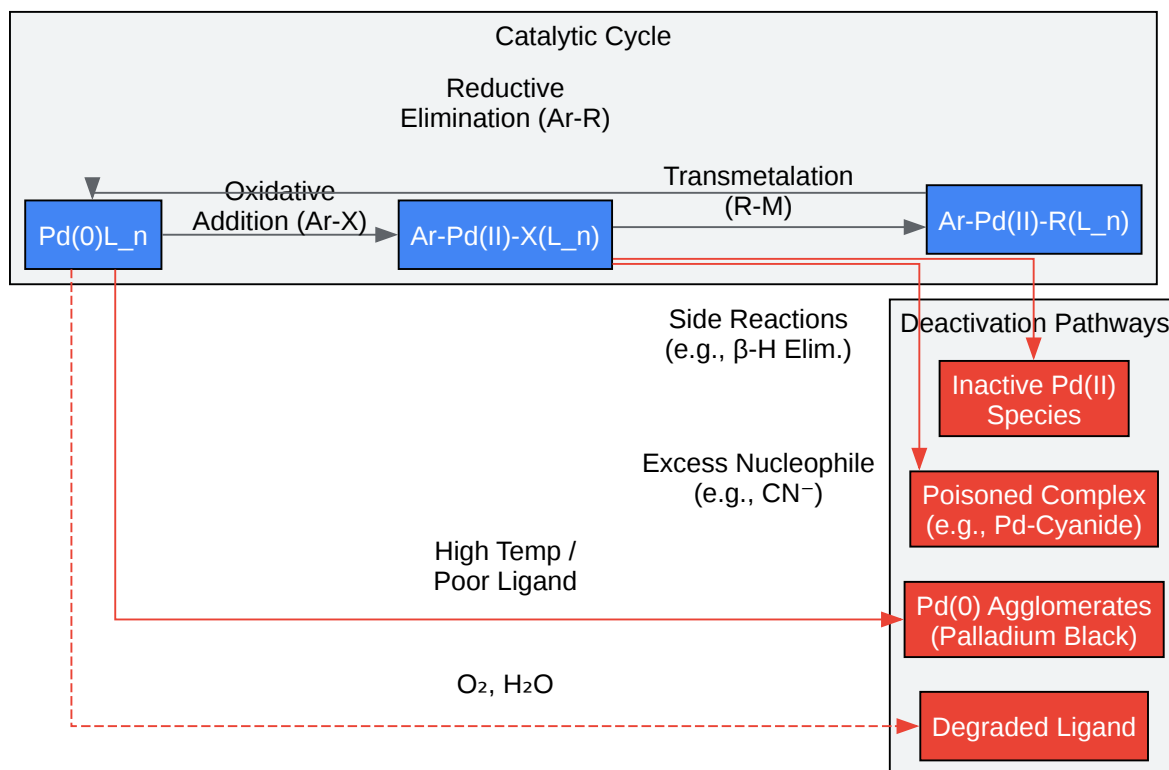 Catalytic Cycle
Reductive
Elimination (Ar-R)
Oxidative
Addition (Ar-X)
Transmetalation
(R-M)
Pd(0)L_n
Ar-Pd(II)-X(L_n)
Ar-Pd(II)-R(L_n)
Side Reactions
(e.g., β-H Elim.)
Deactivation Pathways
Inactive Pd(II)
Species
Excess Nucleophile
(e.g., CN⁻)
Poisoned Complex
(e.g., Pd-Cyanide)
High Temp /
Poor Ligand
Pd(0) Agglomerates
(Palladium Black)
O₂, H₂O
Degraded Ligand